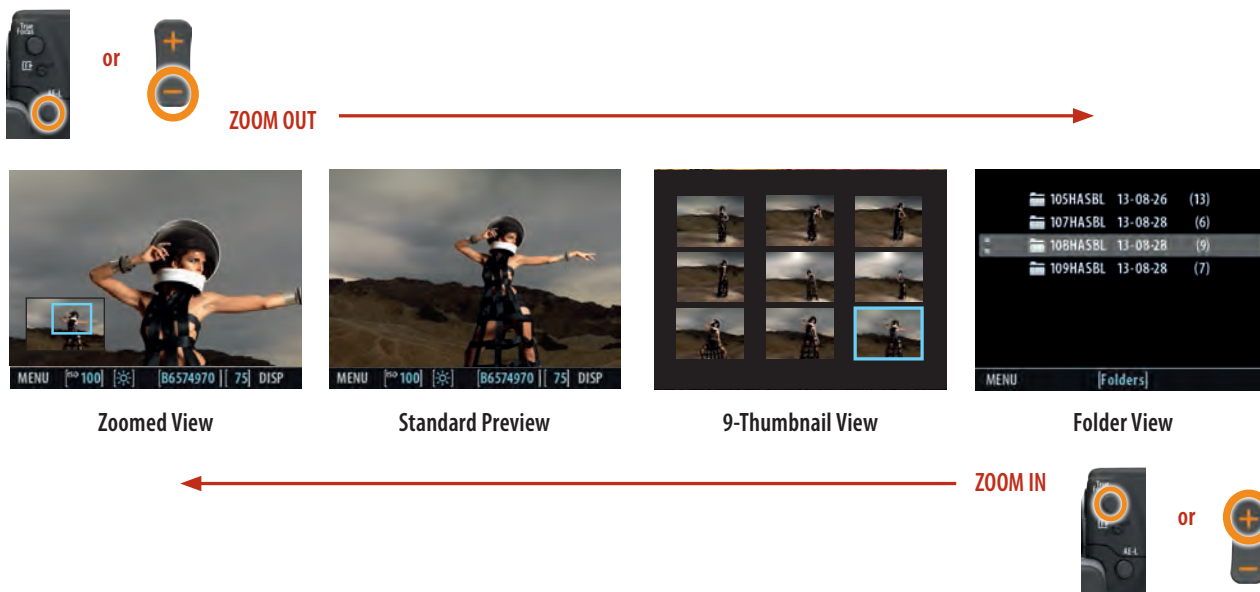 True
Focus
AE-L
or
+
−
ZOOM OUT
105HASBL 13-08-26 (13)
107HASBL 13-08-28 (6)
108HASBL 13-08-28 (9)
109HASBL 13-08-28 (7)
MENU [ISO 100] [ ] [B6574970 ][ 75] DISP
MENU [ISO 100] [ ] [B6574970 ][ 75] DISP
MENU [Folders]
Zoomed View
Standard Preview
9-Thumbnail View
Folder View
ZOOM IN
True
AE-L
or
+
−